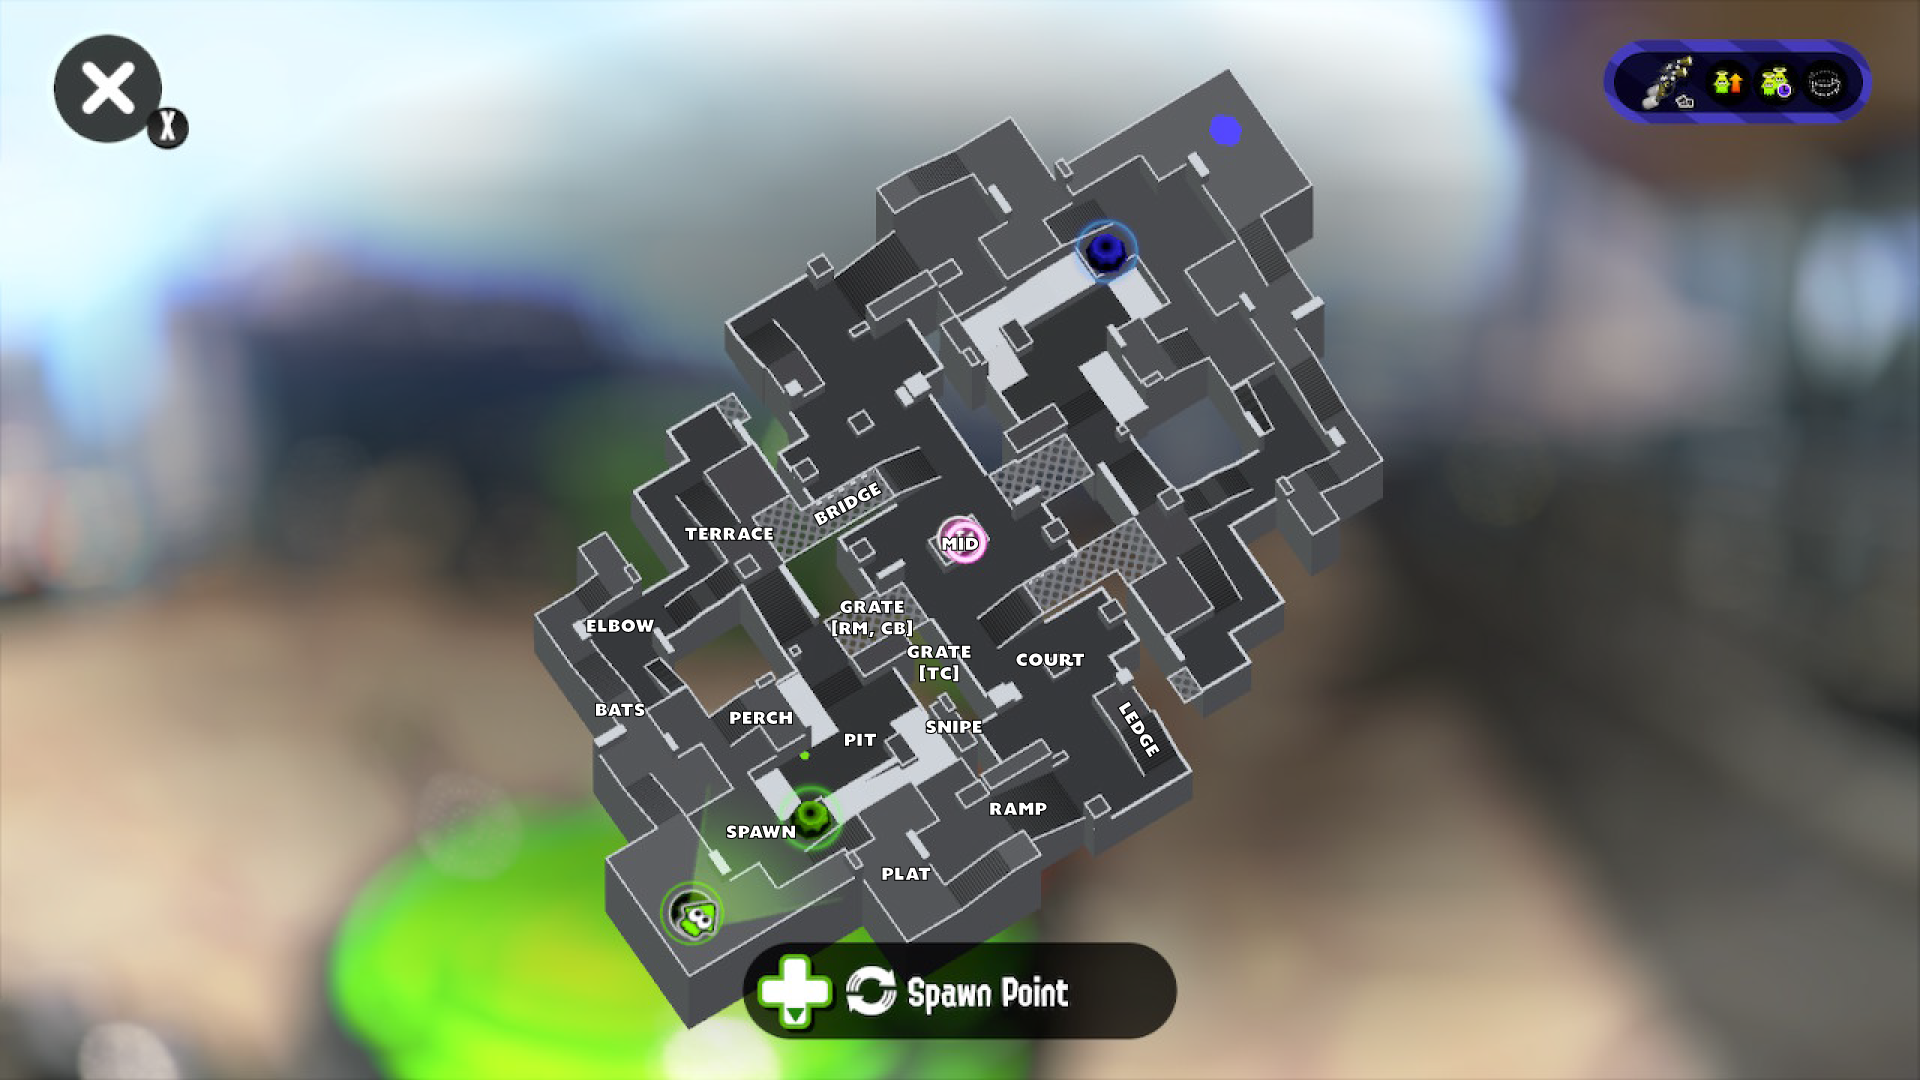 X
BRIDGE
TERRACE
MID
GRATE
[RM, CB]
ELBOW
GRATE
[TC]
COURT
BATS
PERCH
SNIPE
LEDGE
PIT
RAMP
SPAWN
PLAT
Spawn Point